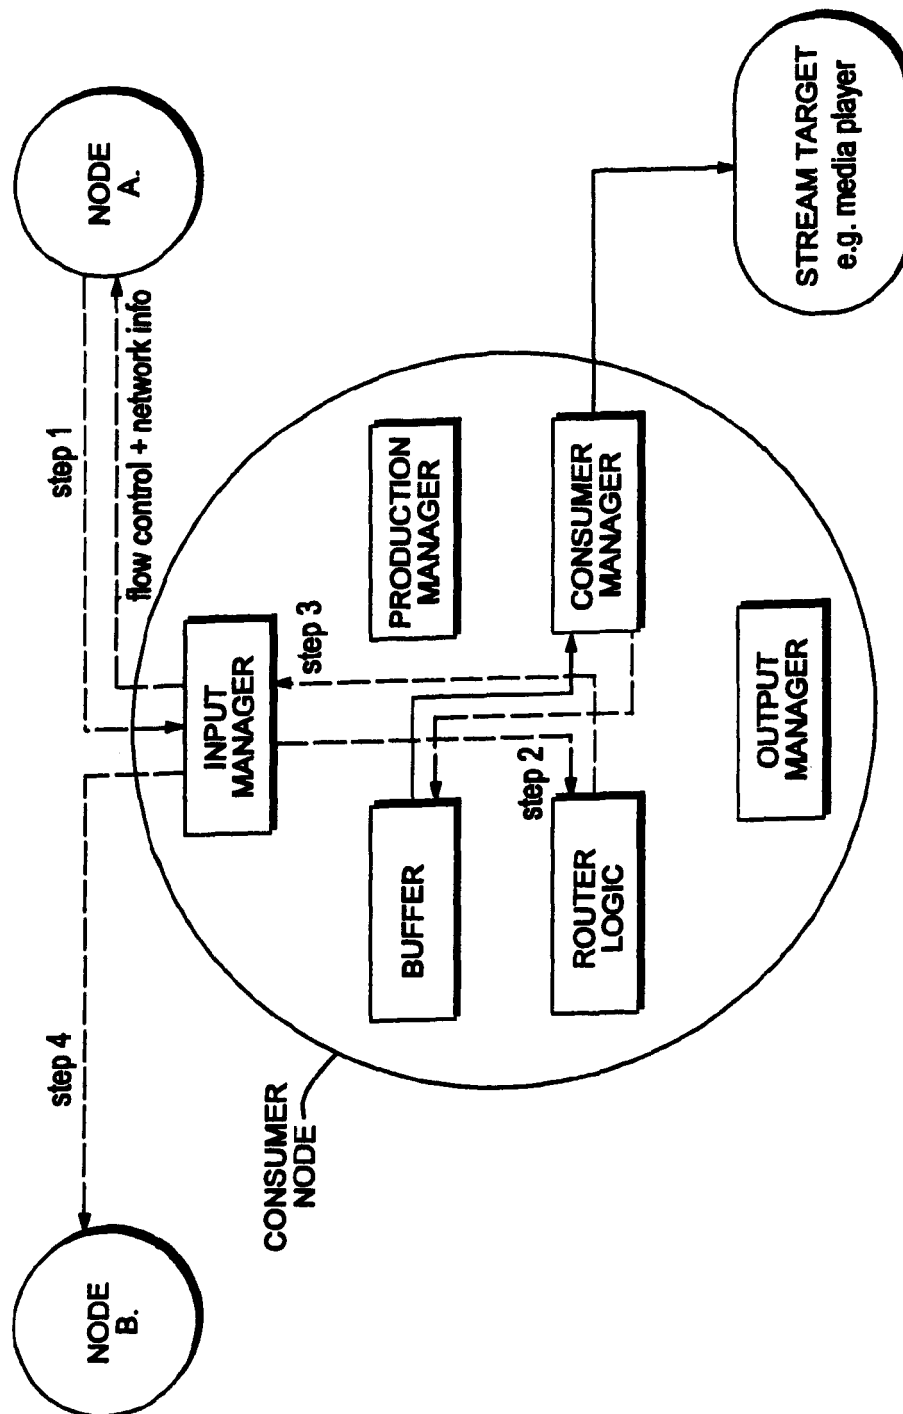 NODE
B.
step 4
step 1
NODE
A.
flow control + network info
INPUT
MANAGER
step 3
CONSUMER
NODE
BUFFER
PRODUCTION
MANAGER
step 2
ROUTER
LOGIC
CONSUMER
MANAGER
OUTPUT
MANAGER
STREAM TARGET
e.g. media player